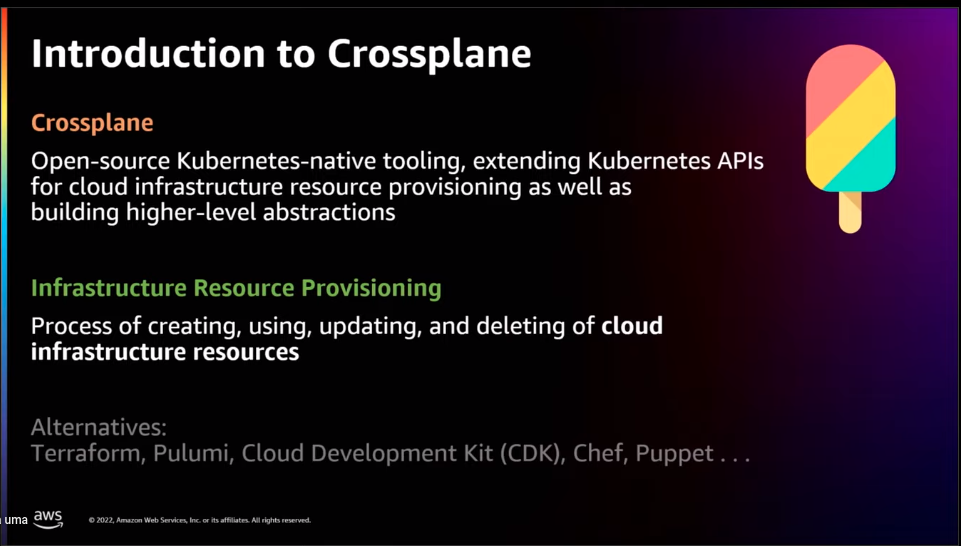 Introduction to Crossplane
Crossplane
Open-source Kubernetes-native tooling, extending Kubernetes APIs
for cloud infrastructure resource provisioning as well as
building higher-level abstractions
Infrastructure Resource Provisioning
Process of creating, using, updating, and deleting of cloud
infrastructure resources
Alternatives:
Terraform, Pulumi, Cloud Development Kit (CDK), Chef, Puppet . . .
uma
aws
© 2022, Amazon Web Services, Inc. or its affiliates. All rights reserved.